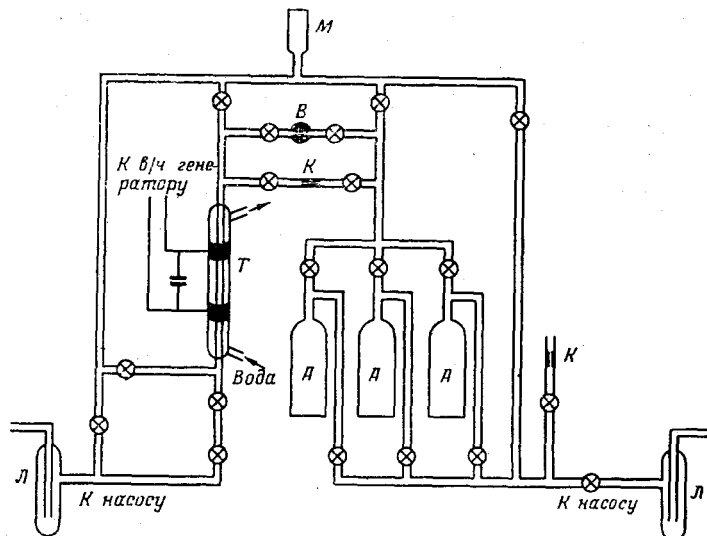 М
В
К в/ч гене-
ратору
К
Т
Вода
А
А
А
К
Л
К насосу
К насосу
Л